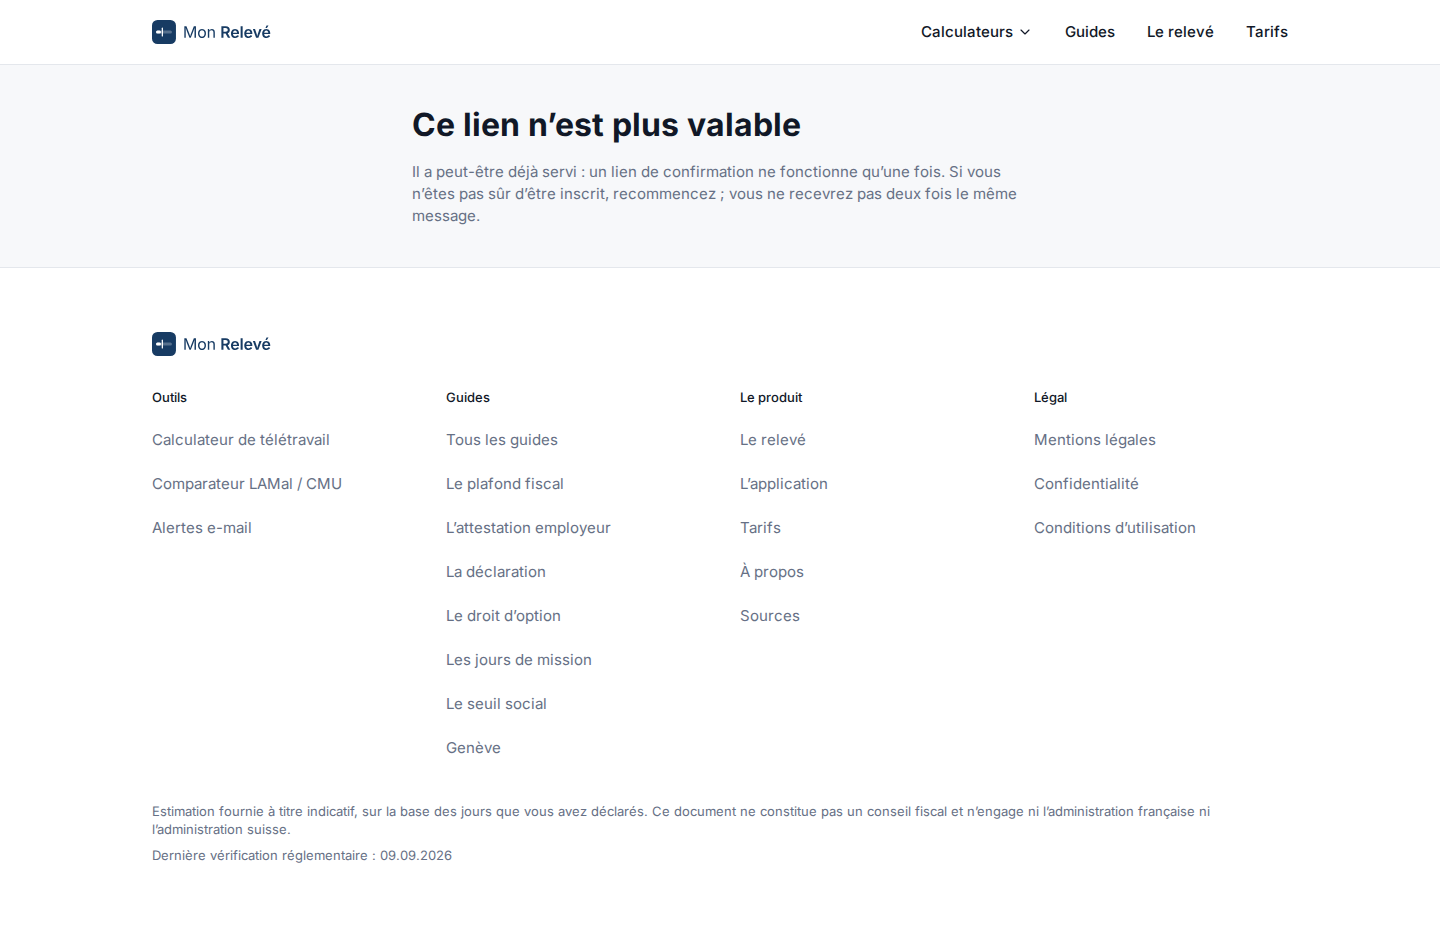 Mon Relevé
Calculateurs
Guides
Le relevé
Tarifs
Ce lien n’est plus valable
Il a peut-être déjà servi : un lien de confirmation ne fonctionne qu’une fois. Si vous
n’êtes pas sûr d’être inscrit, recommencez ; vous ne recevrez pas deux fois le même
message.
Mon Relevé
Outils
Calculateur de télétravail
Comparateur LAMal / CMU
Alertes e-mail
Guides
Tous les guides
Le plafond fiscal
L’attestation employeur
La déclaration
Le droit d’option
Les jours de mission
Le seuil social
Genève
Le produit
Le relevé
L’application
Tarifs
À propos
Sources
Légal
Mentions légales
Confidentialité
Conditions d’utilisation
Estimation fournie à titre indicatif, sur la base des jours que vous avez déclarés. Ce document ne constitue pas un conseil fiscal et n’engage ni l’administration française ni
l’administration suisse.
Dernière vérification réglementaire : 09.09.2026